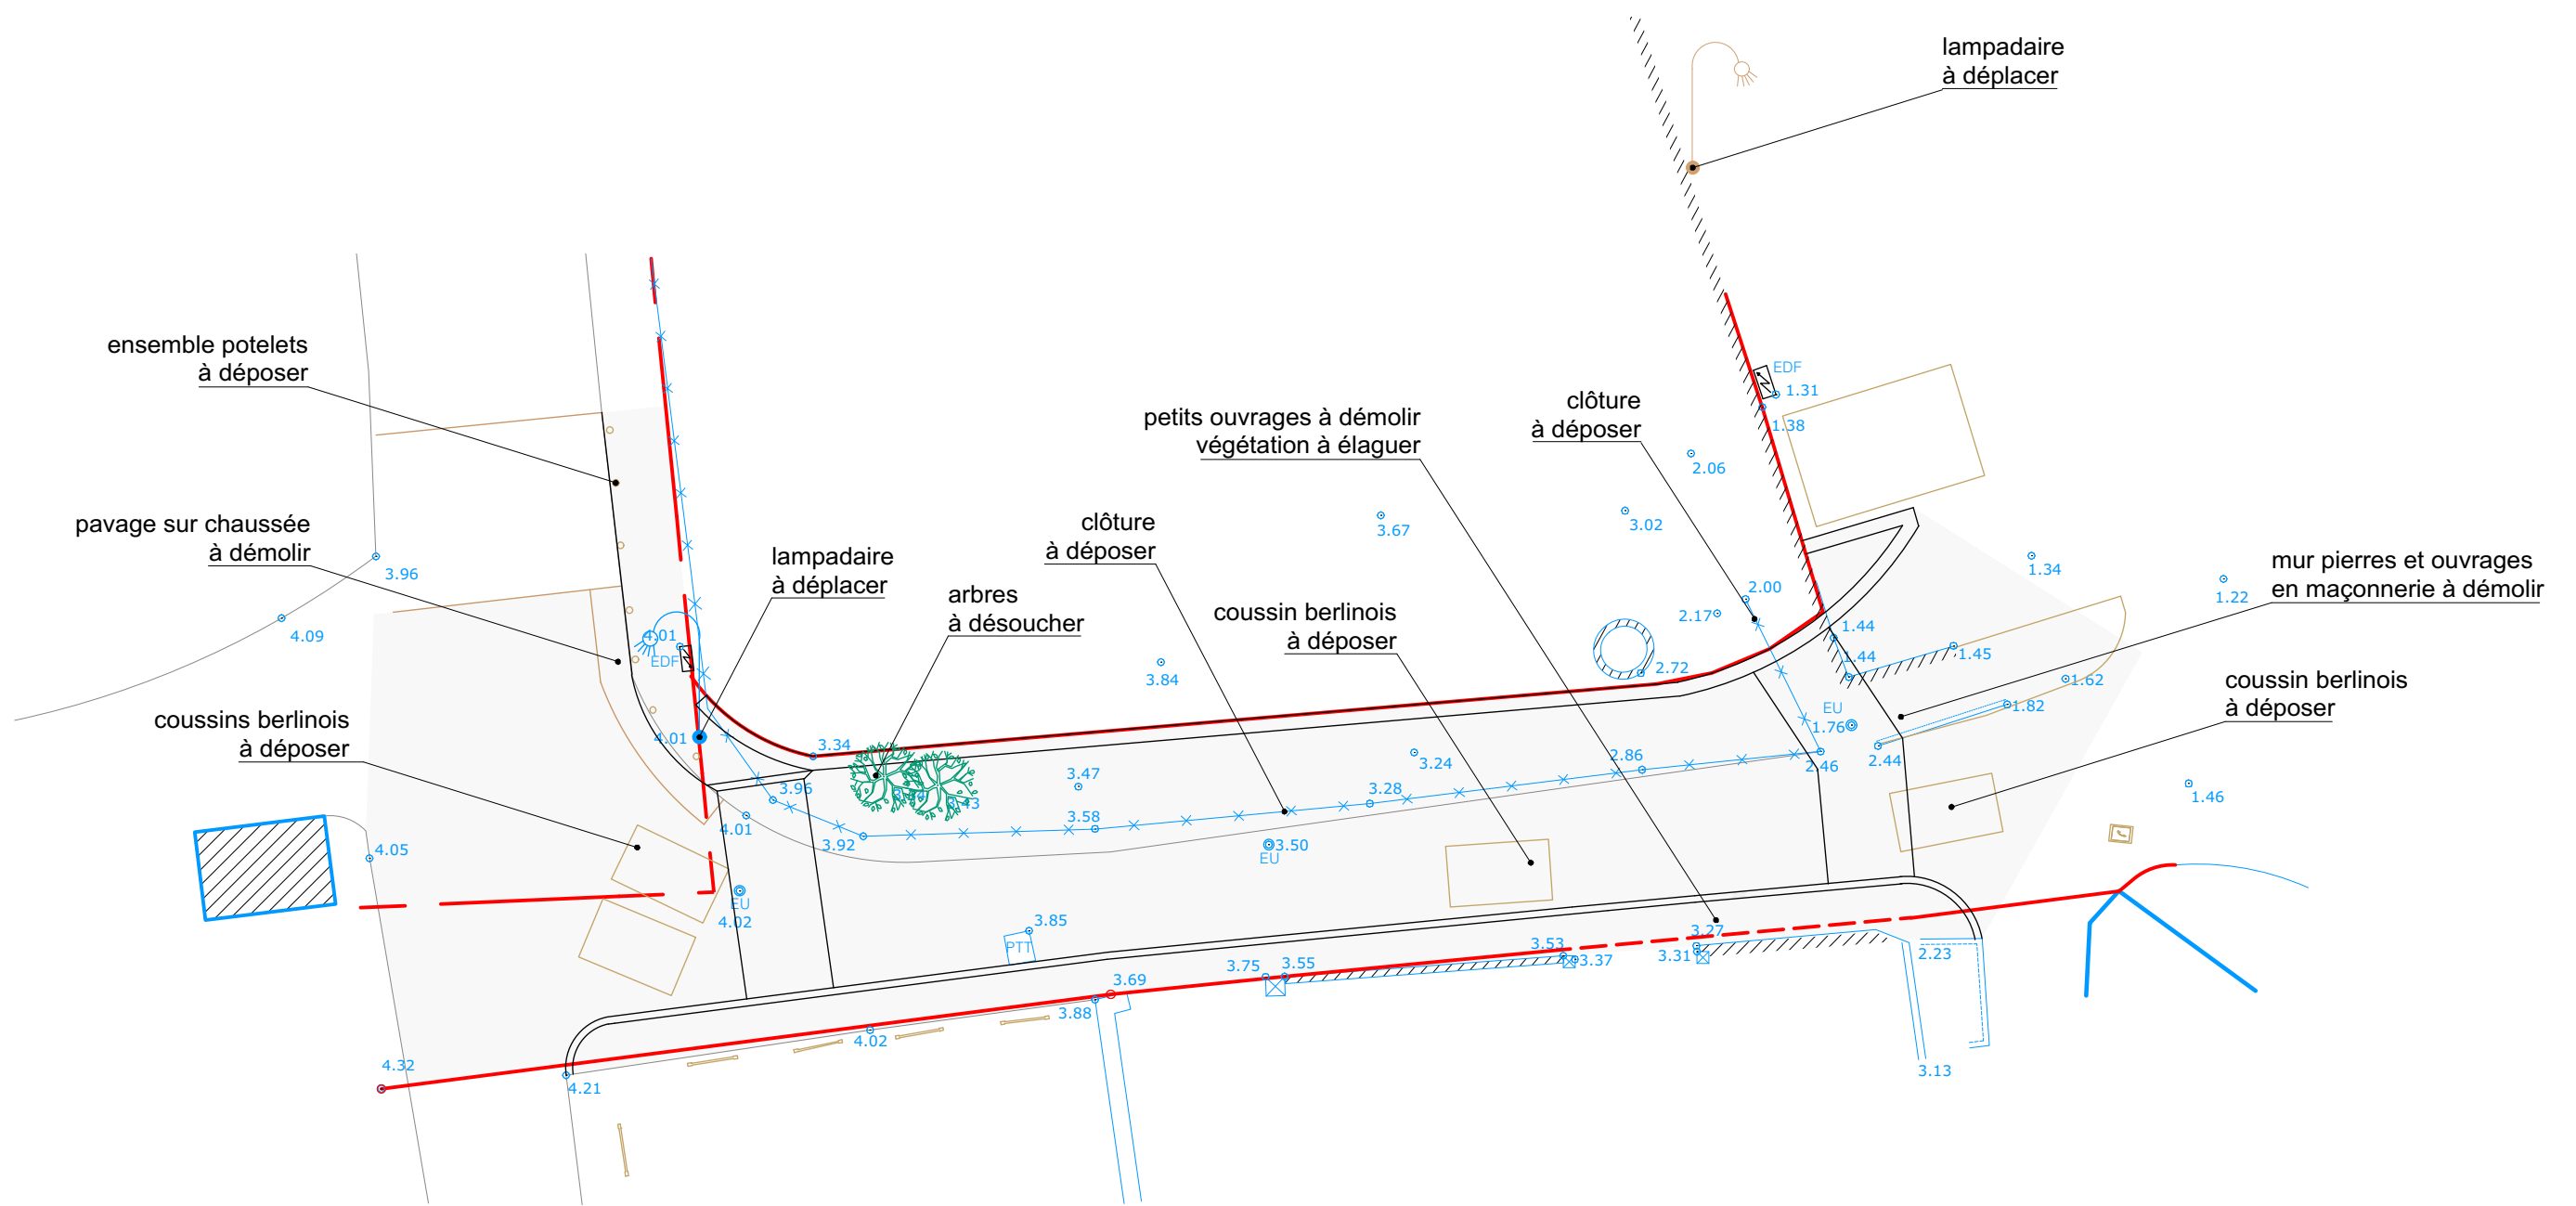 lampadaire
à déplacer
ensemble potelets
à déposer
EDF
1.31
1.38
clôture
à déposer
petits ouvrages à démolir
végétation à élaguer
2.06
3.02
3.67
pavage sur chaussée
à démolir
clôture
à déposer
lampadaire
à déplacer
arbres
à désoucher
coussin berlinois
à déposer
mur pierres et ouvrages
en maçonnerie à démolir
3.96
4.09
1.34
1.22
2.00
2.17
4.01
EDF
1.44
1.44
1.45
2.72
3.84
1.62
1.82
coussin berlinois
à déposer
coussins berlinois
à déposer
4.01
3.34
EU
1.76
2.44
2.46
2.86
3.24
3.28
3.47
3.43
3.95
4.01
3.58
3.92
3.50
EU
1.46
4.05
EU
4.02
3.85
PTT
3.27
3.31
3.53
3.37
3.75
3.55
2.23
3.69
3.88
4.02
4.32
4.21
3.13